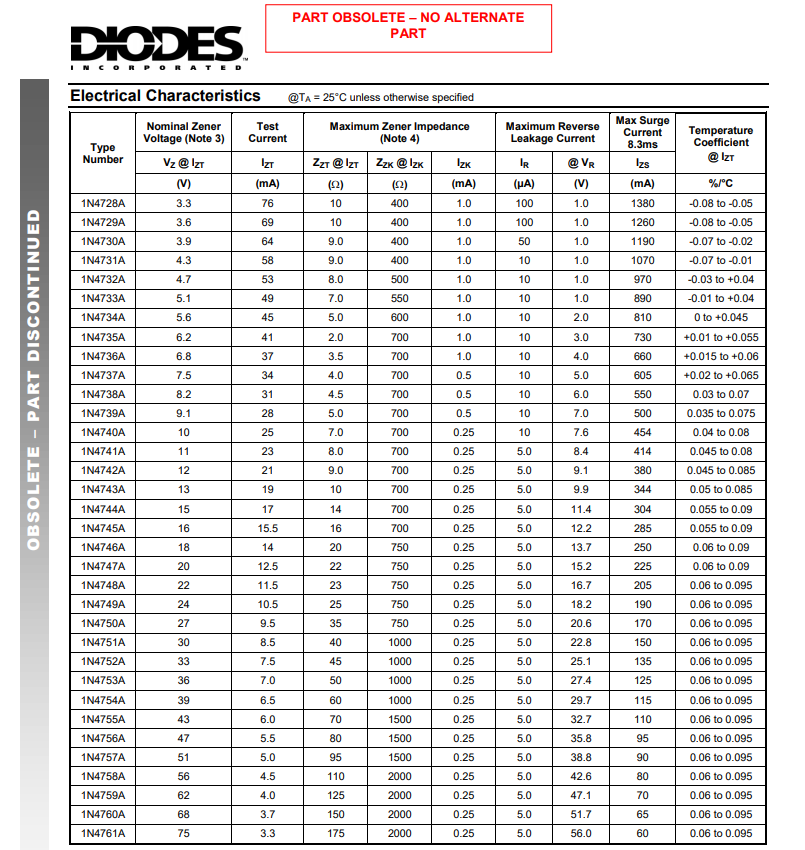 PART OBSOLETE – NO ALTERNATE
PART
DIODES™
INCORPORATED
OBSOLETE – PART DISCONTINUED
Electrical Characteristics @TA = 25°C unless otherwise specified
Type Number | Nominal Zener Voltage (Note 3) | Test Current | Maximum Zener Impedance (Note 4) | Maximum Reverse Leakage Current | Max Surge Current 8.3ms | Temperature Coefficient @ IZT
VZ @ IZT | IZT | ZZT @ IZT | ZZK @ IZK | IZK | IR | @ VR | IZS
(V) | (mA) | (Ω) | (Ω) | (mA) | (µA) | (V) | (mA) | %/°C
1N4728A 3.3 76 10 400 1.0 100 1.0 1380 -0.08 to -0.05
1N4729A 3.6 69 10 400 1.0 100 1.0 1260 -0.08 to -0.05
1N4730A 3.9 64 9.0 400 1.0 50 1.0 1190 -0.07 to -0.02
1N4731A 4.3 58 9.0 400 1.0 10 1.0 1070 -0.07 to -0.01
1N4732A 4.7 53 8.0 500 1.0 10 1.0 970 -0.03 to +0.04
1N4733A 5.1 49 7.0 550 1.0 10 1.0 890 -0.01 to +0.04
1N4734A 5.6 45 5.0 600 1.0 10 2.0 810 0 to +0.045
1N4735A 6.2 41 2.0 700 1.0 10 3.0 730 +0.01 to +0.055
1N4736A 6.8 37 3.5 700 1.0 10 4.0 660 +0.015 to +0.06
1N4737A 7.5 34 4.0 700 0.5 10 5.0 605 +0.02 to +0.065
1N4738A 8.2 31 4.5 700 0.5 10 6.0 550 0.03 to 0.07
1N4739A 9.1 28 5.0 700 0.5 10 7.0 500 0.035 to 0.075
1N4740A 10 25 7.0 700 0.25 10 7.6 454 0.04 to 0.08
1N4741A 11 23 8.0 700 0.25 5.0 8.4 414 0.045 to 0.08
1N4742A 12 21 9.0 700 0.25 5.0 9.1 380 0.045 to 0.085
1N4743A 13 19 10 700 0.25 5.0 9.9 344 0.05 to 0.085
1N4744A 15 17 14 700 0.25 5.0 11.4 304 0.055 to 0.09
1N4745A 16 15.5 16 700 0.25 5.0 12.2 285 0.055 to 0.09
1N4746A 18 14 20 750 0.25 5.0 13.7 250 0.06 to 0.09
1N4747A 20 12.5 22 750 0.25 5.0 15.2 225 0.06 to 0.09
1N4748A 22 11.5 23 750 0.25 5.0 16.7 205 0.06 to 0.095
1N4749A 24 10.5 25 750 0.25 5.0 18.2 190 0.06 to 0.095
1N4750A 27 9.5 35 750 0.25 5.0 20.6 170 0.06 to 0.095
1N4751A 30 8.5 40 1000 0.25 5.0 22.8 150 0.06 to 0.095
1N4752A 33 7.5 45 1000 0.25 5.0 25.1 135 0.06 to 0.095
1N4753A 36 7.0 50 1000 0.25 5.0 27.4 125 0.06 to 0.095
1N4754A 39 6.5 60 1000 0.25 5.0 29.7 115 0.06 to 0.095
1N4755A 43 6.0 70 1500 0.25 5.0 32.7 110 0.06 to 0.095
1N4756A 47 5.5 80 1500 0.25 5.0 35.8 95 0.06 to 0.095
1N4757A 51 5.0 95 1500 0.25 5.0 38.8 90 0.06 to 0.095
1N4758A 56 4.5 110 2000 0.25 5.0 42.6 80 0.06 to 0.095
1N4759A 62 4.0 125 2000 0.25 5.0 47.1 70 0.06 to 0.095
1N4760A 68 3.7 150 2000 0.25 5.0 51.7 65 0.06 to 0.095
1N4761A 75 3.3 175 2000 0.25 5.0 56.0 60 0.06 to 0.095